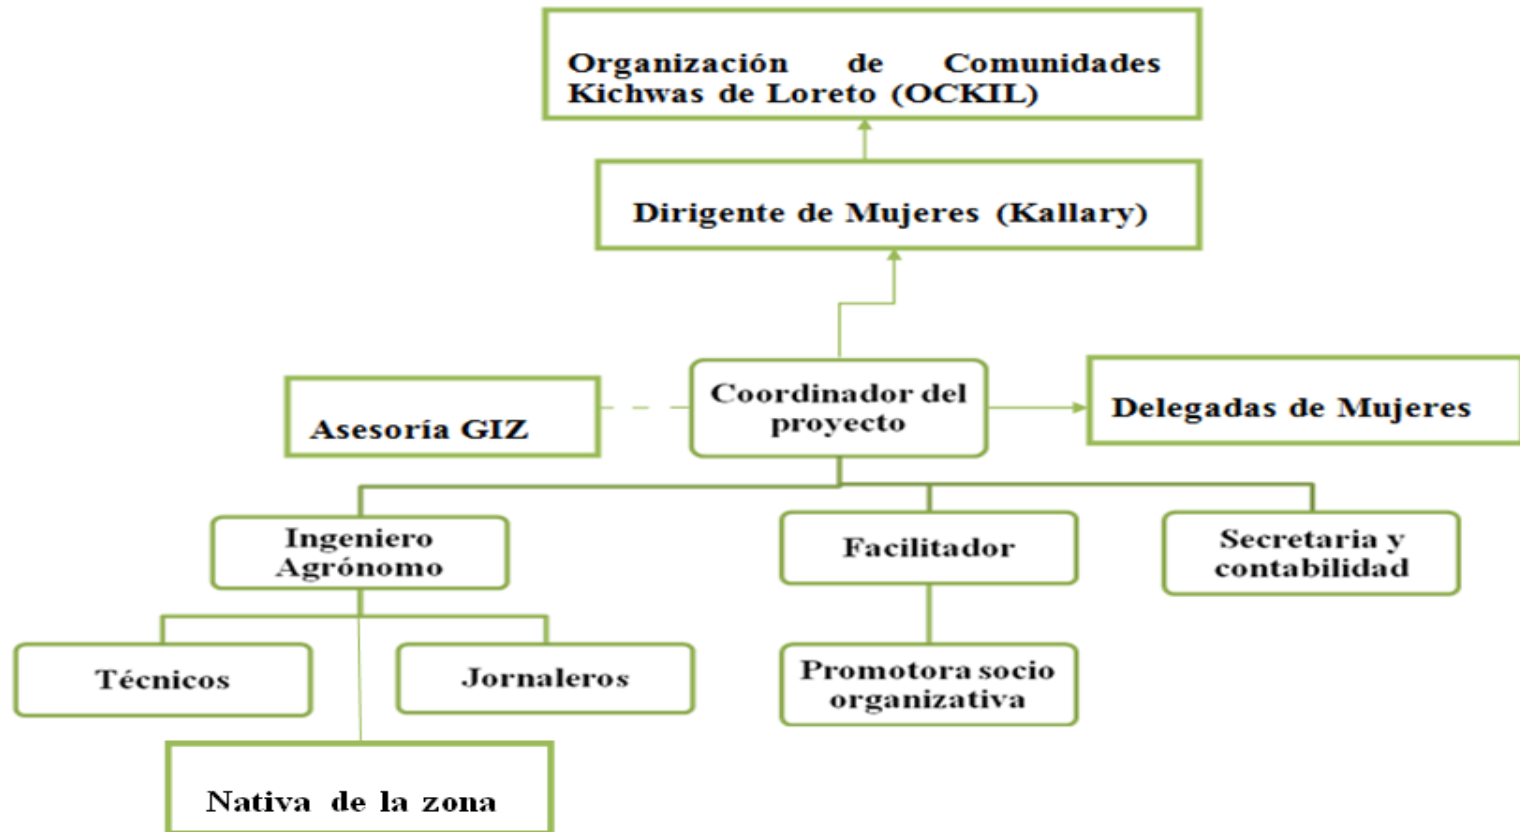 Organización de Comunidades
Kichwas de Loreto (OCKIL)
Dirigente de Mujeres (Kallary)
Coordinador del
proyecto
Asesoría GIZ
Delegadas de Mujeres
Ingeniero
Agrónomo
Facilitador
Secretaria y
contabilidad
Técnicos
Jornaleros
Promotora socio
organizativa
Nativa de la zona